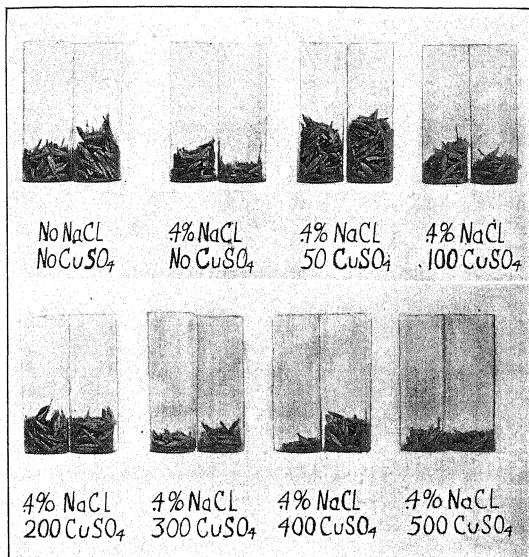 No NaCL
No CuSO₄
.4% NaCL
No CuSO₄
.4% NaCL
50 CuSO₄
.4% NaCL
.100 CuSO₄
.4% NaCL
200 CuSO₄
.4% NaCL
300 CuSO₄
.4% NaCL
400 CuSO₄
.4% NaCL
500 CuSO₄